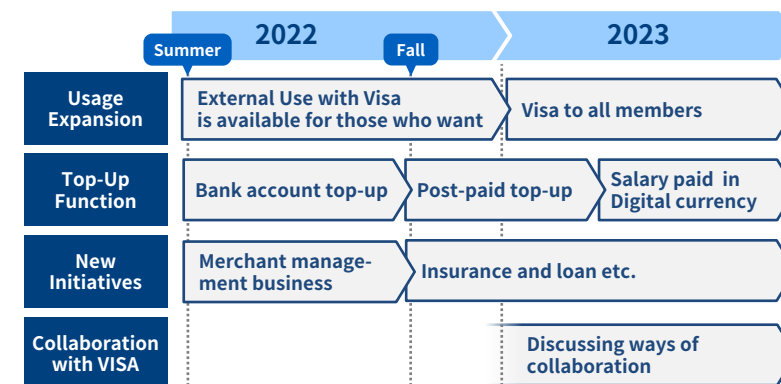 2022
2023
Summer
Fall
Usage
Expansion
External Use with Visa
is available for those who want
Visa to all members
Top-Up
Function
Bank account top-up
Post-paid top-up
Salary paid in
Digital currency
New
Initiatives
Merchant manage-
ment business
Insurance and loan etc.
Collaboration
with VISA
Discussing ways of
collaboration